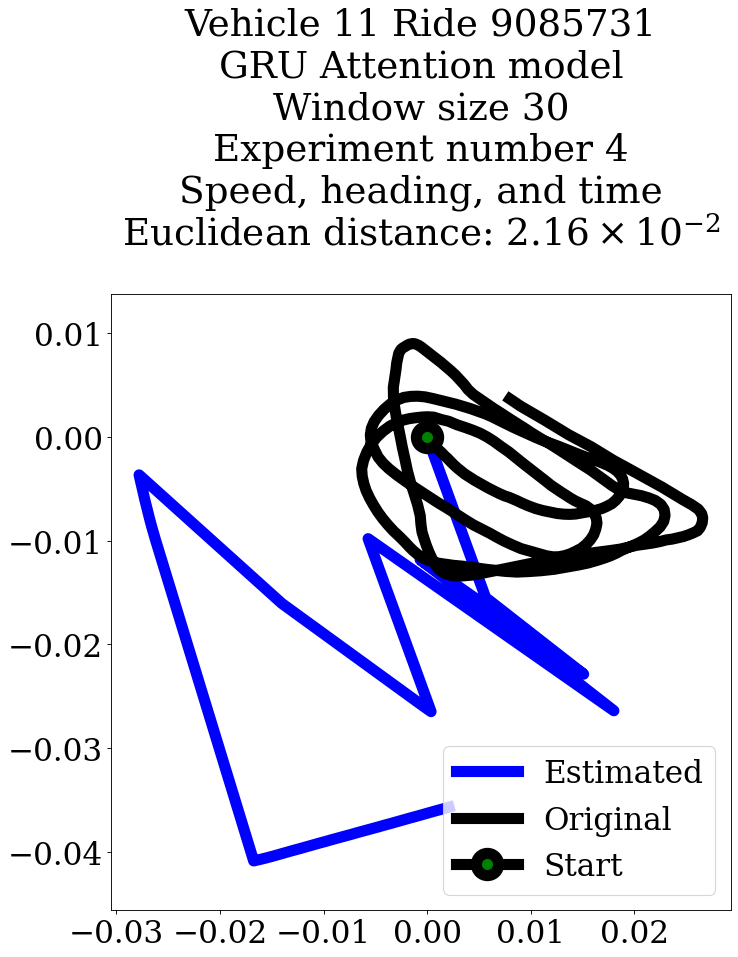 Vehicle 11 Ride 9085731
GRU Attention model
Window size 30
Experiment number 4
Speed, heading, and time
Euclidean distance: 2.16 × 10⁻²
0.01
0.00
−0.01
−0.02
−0.03
−0.04
Estimated
Original
Start
−0.03 −0.02 −0.01 0.00 0.01 0.02